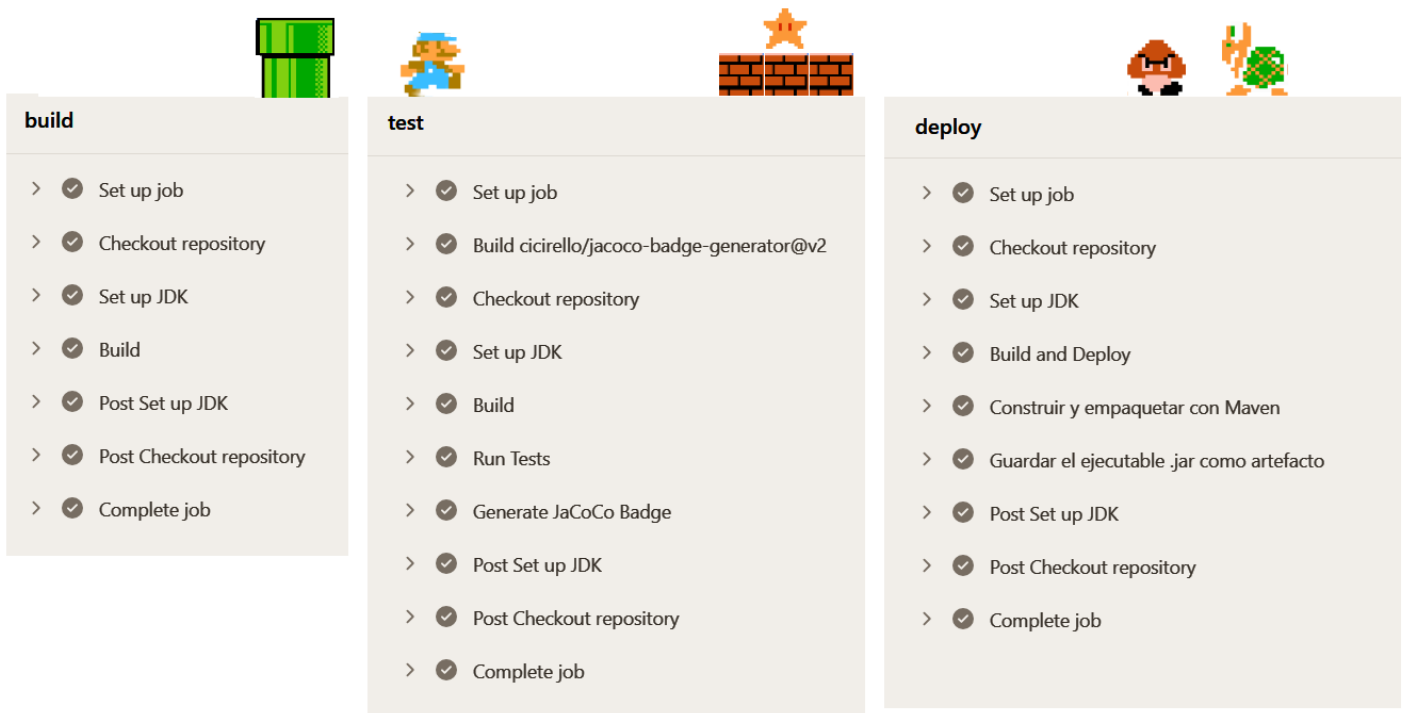 build
Set up job
Checkout repository
Set up JDK
Build
Post Set up JDK
Post Checkout repository
Complete job
test
Set up job
Build cicirello/jacoco-badge-generator@v2
Checkout repository
Set up JDK
Build
Run Tests
Generate JaCoCo Badge
Post Set up JDK
Post Checkout repository
Complete job
deploy
Set up job
Checkout repository
Set up JDK
Build and Deploy
Construir y empaquetar con Maven
Guardar el ejecutable .jar como artefacto
Post Set up JDK
Post Checkout repository
Complete job